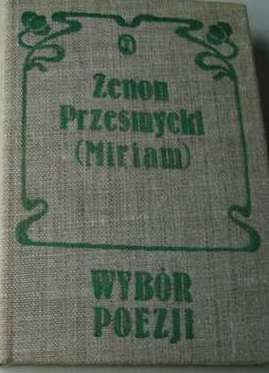 Zenon
Przesmycki
(Miriam)
WYBÓR
POEZJI